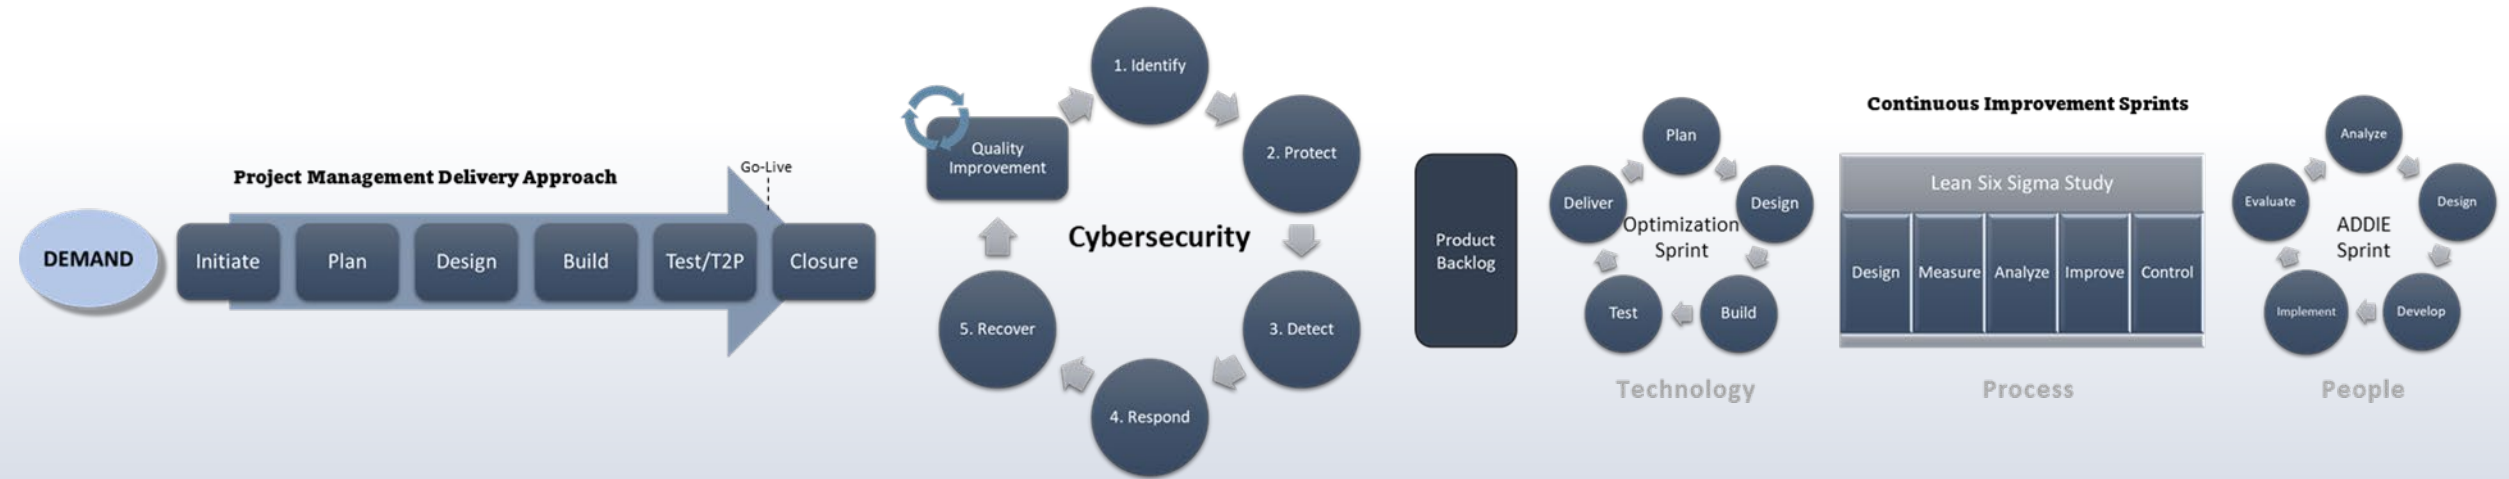 Project Management Delivery Approach
Go-Live
DEMAND
Initiate
Plan
Design
Build
Test/T2P
Closure
Quality
Improvement
1. Identify
2. Protect
3. Detect
4. Respond
5. Recover
Cybersecurity
Product
Backlog
Continuous Improvement Sprints
Plan
Design
Build
Test
Deliver
Optimization
Sprint
Technology
Lean Six Sigma Study
Design
Measure
Analyze
Improve
Control
Process
Analyze
Design
Develop
Implement
Evaluate
ADDIE
Sprint
People